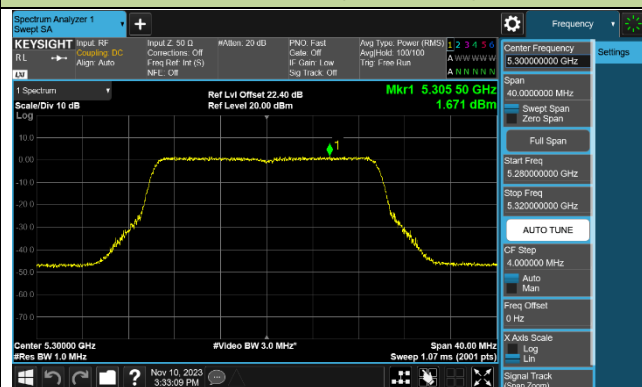 Spectrum Analyzer 1
Swept SA
Frequency
KEYSIGHT
RL
LXI
Input: RF
Coupling: DC
Align: Auto
Input Z: 50 Ω
Corrections: Off
Freq Ref: Int (S)
NFE: Off
#Atten: 20 dB
PNO: Fast
Gate: Off
IF Gain: Low
Sig Track: Off
Avg Type: Power (RMS)
Avg|Hold: 100/100
Trig: Free Run
1 2 3 4 5 6
A W W W W W
A N N N N N
1 Spectrum
Scale/Div 10 dB
Log
Ref Lvl Offset 22.40 dB
Ref Level 20.00 dBm
Mkr1 5.305 50 GHz
1.671 dBm
10.0
0.00
-10.0
-20.0
-30.0
-40.0
-50.0
-60.0
-70.0
1
Center 5.30000 GHz
#Res BW 1.0 MHz
#Video BW 3.0 MHz*
Span 40.00 MHz
Sweep 1.07 ms (2001 pts)
Center Frequency
5.300000000 GHz
Span
40.0000000 MHz
Swept Span
Zero Span
Full Span
Start Freq
5.280000000 GHz
Stop Freq
5.320000000 GHz
AUTO TUNE
CF Step
4.000000 MHz
Auto
Man
Freq Offset
0 Hz
X Axis Scale
Log
Lin
Signal Track
(Span Zoom)
Settings
Nov 10, 2023
3:33:09 PM